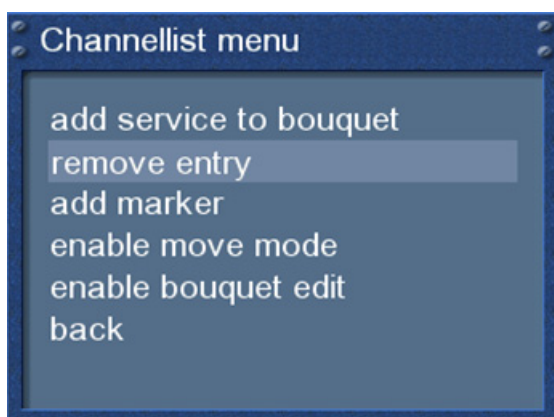 Channellist menu
add service to bouquet
remove entry
add marker
enable move mode
enable bouquet edit
back